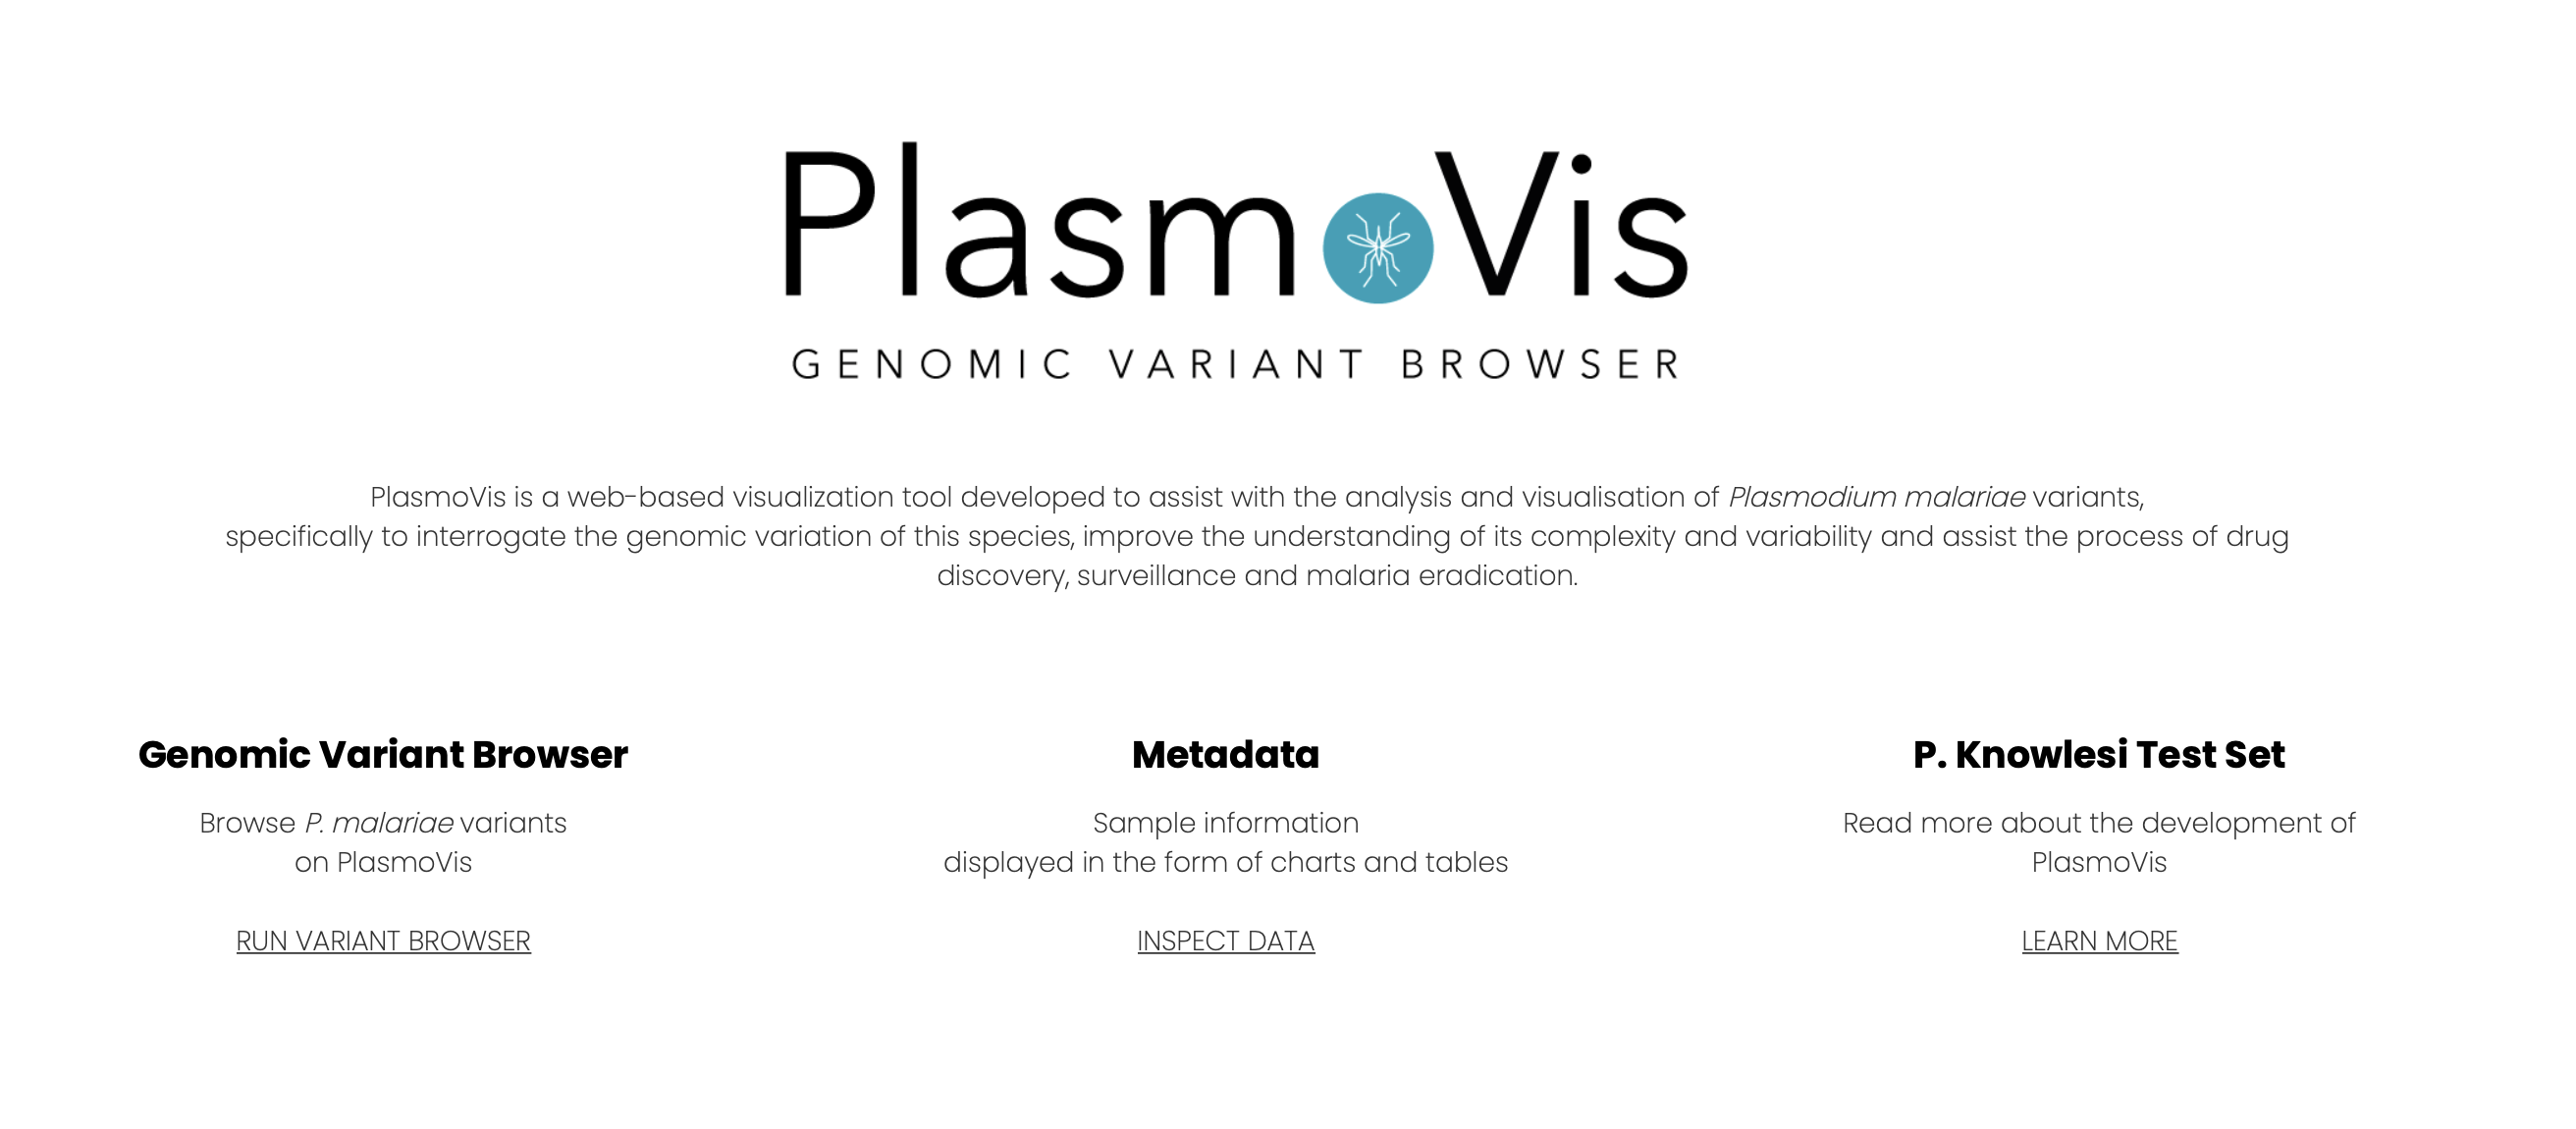 PlasmoVis
GENOMIC VARIANT BROWSER
PlasmoVis is a web-based visualization tool developed to assist with the analysis and visualisation of Plasmodium malariae variants,
specifically to interrogate the genomic variation of this species, improve the understanding of its complexity and variability and assist the process of drug
discovery, surveillance and malaria eradication.
Genomic Variant Browser
Browse P. malariae variants
on PlasmoVis
RUN VARIANT BROWSER
Metadata
Sample information
displayed in the form of charts and tables
INSPECT DATA
P. Knowlesi Test Set
Read more about the development of
PlasmoVis
LEARN MORE